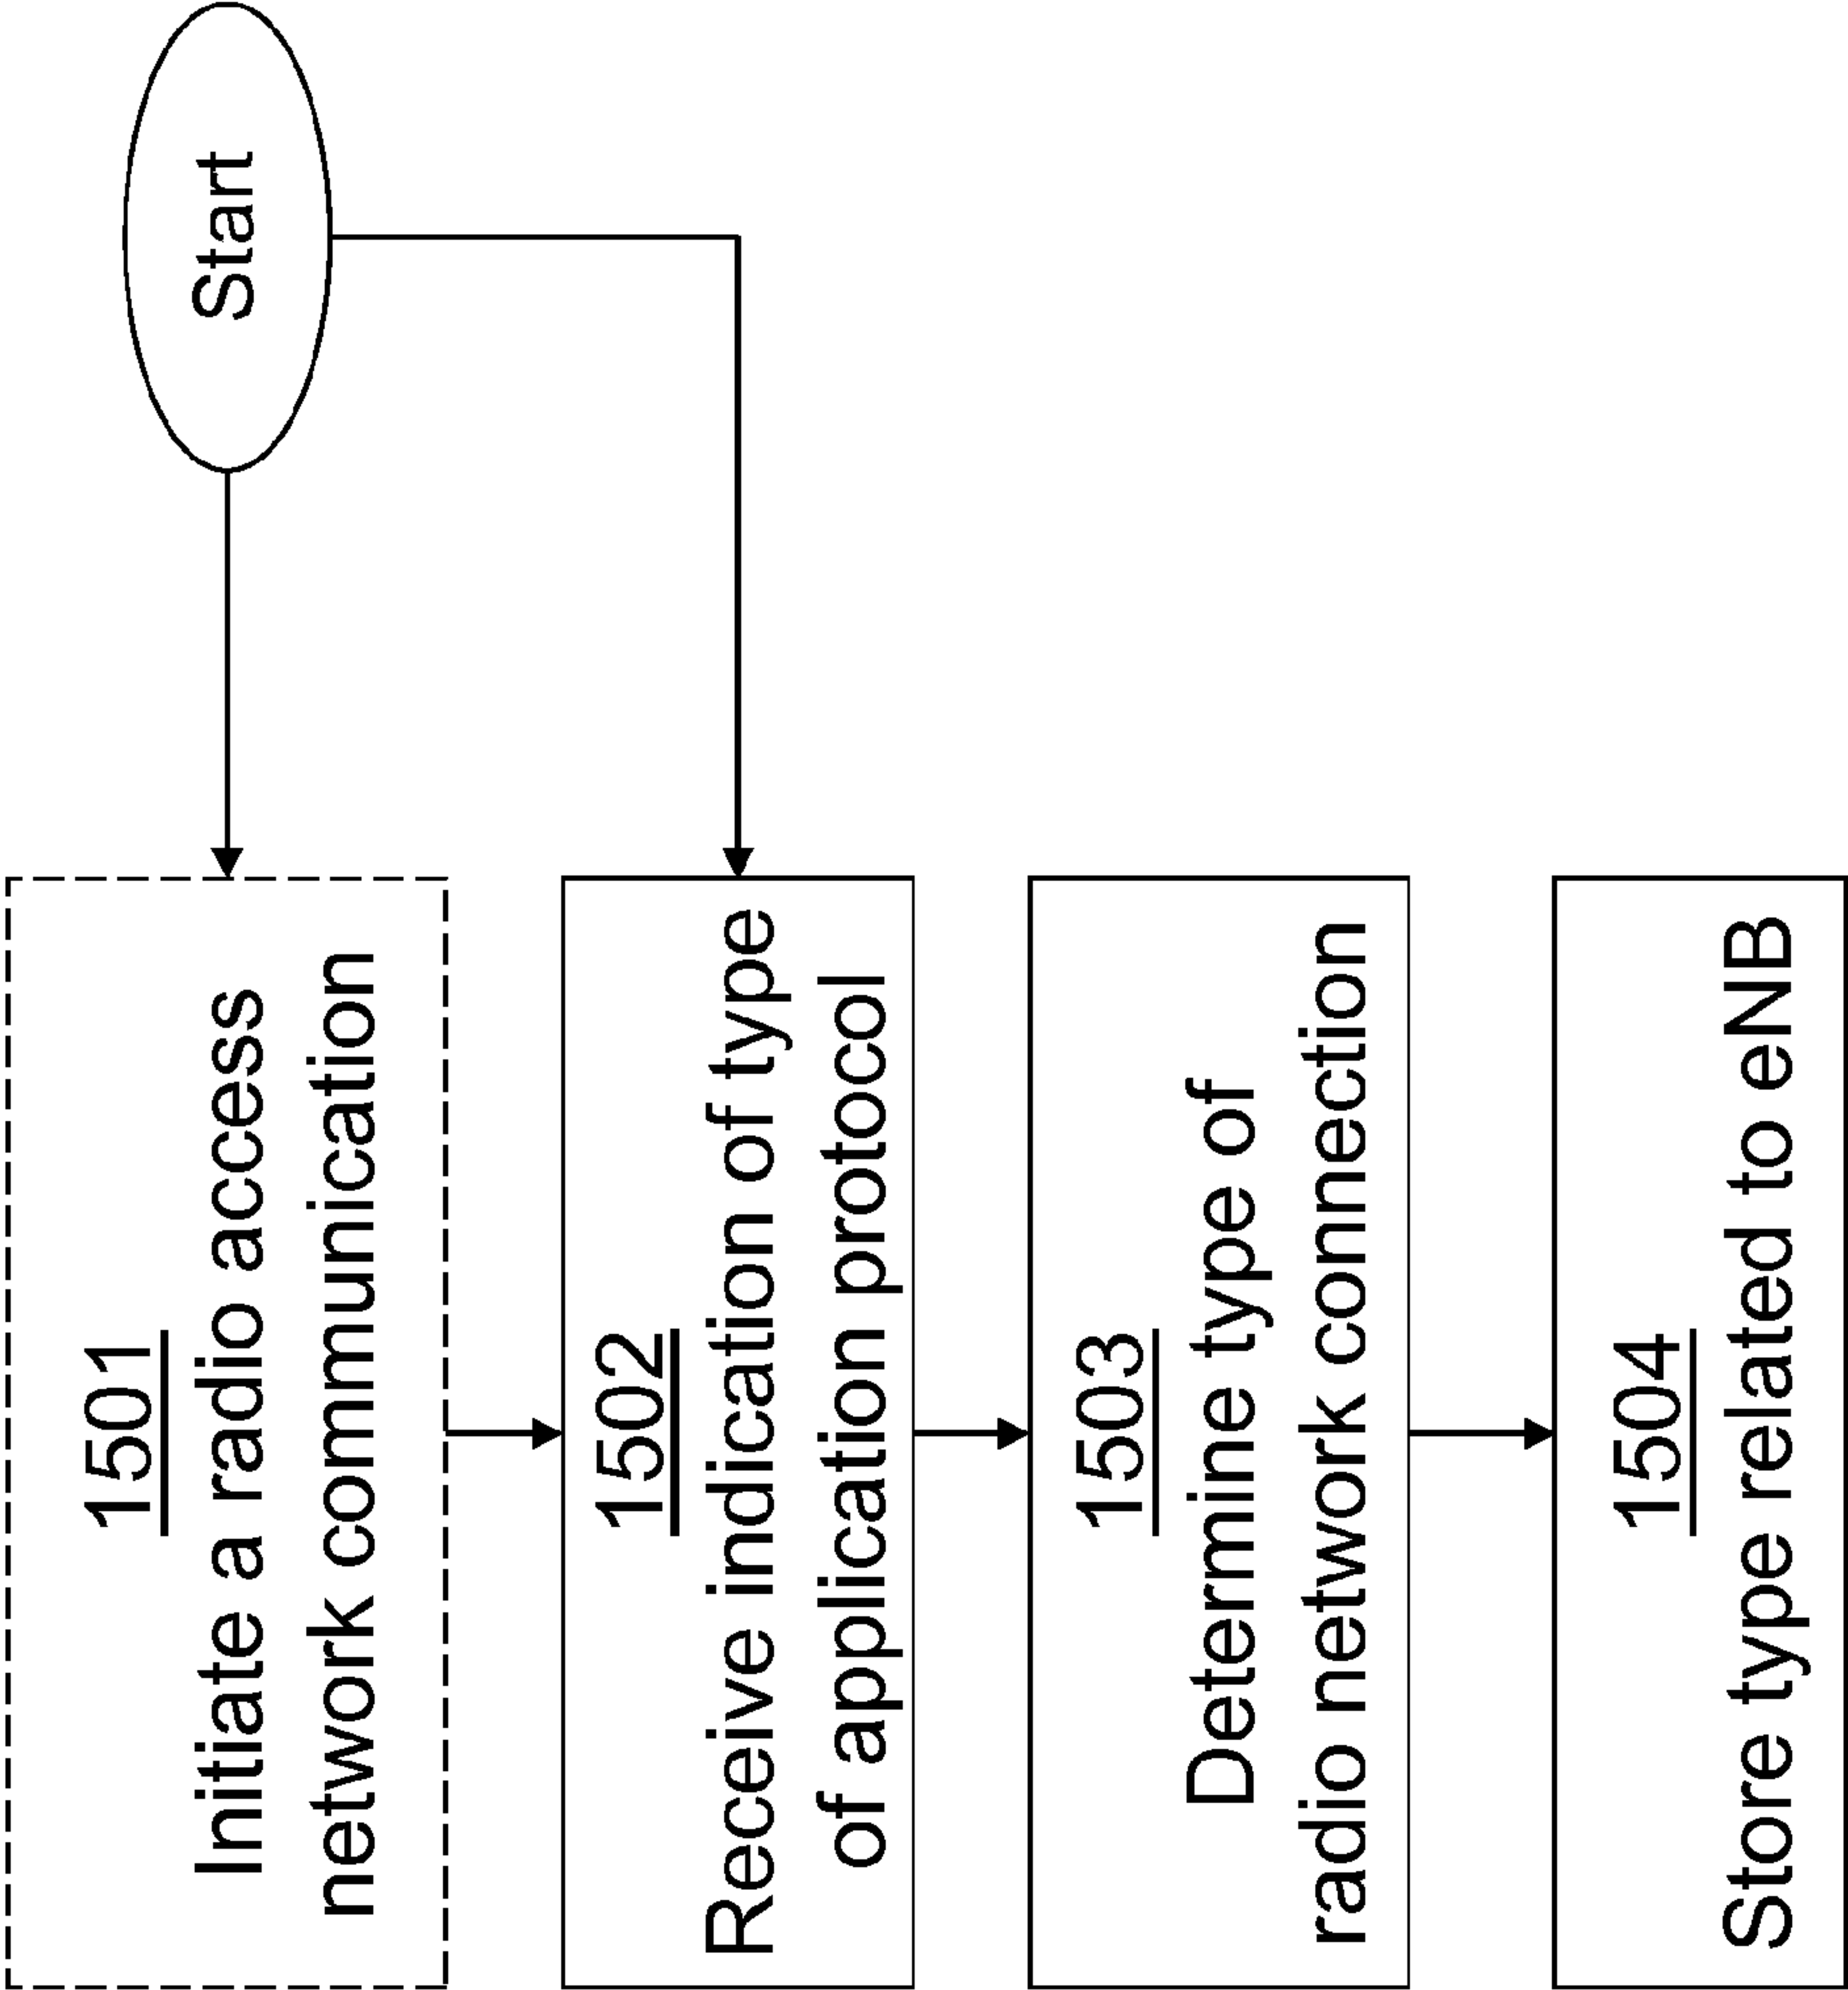 Start
1501
Initiate a radio access
network communication
1502
Receive indication of type
of application protocol
1503
Determine type of
radio network connection
1504
Store type related to eNB